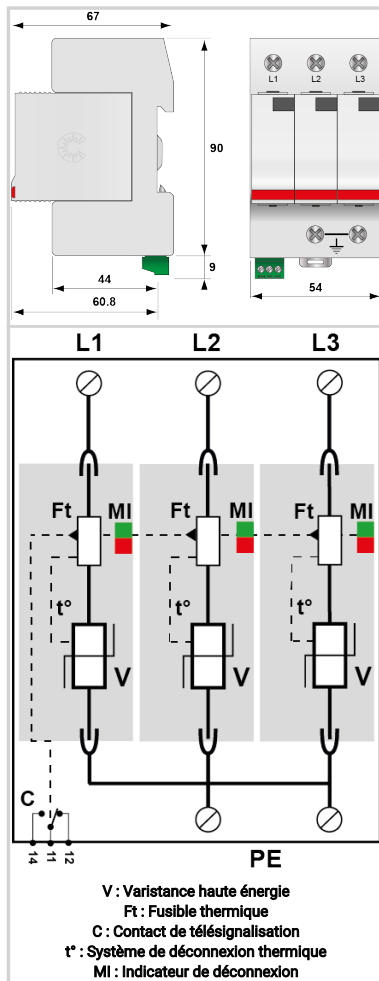 67
L1 L2 L3
90
9
44
60.8
54
L1 L2 L3
Ft MI Ft MI Ft MI
t° t° t°
V V V
C
14 11 12
PE
V : Varistance haute énergie
Ft : Fusible thermique
C : Contact de télésignalisation
t° : Système de déconnexion thermique
MI : Indicateur de déconnexion